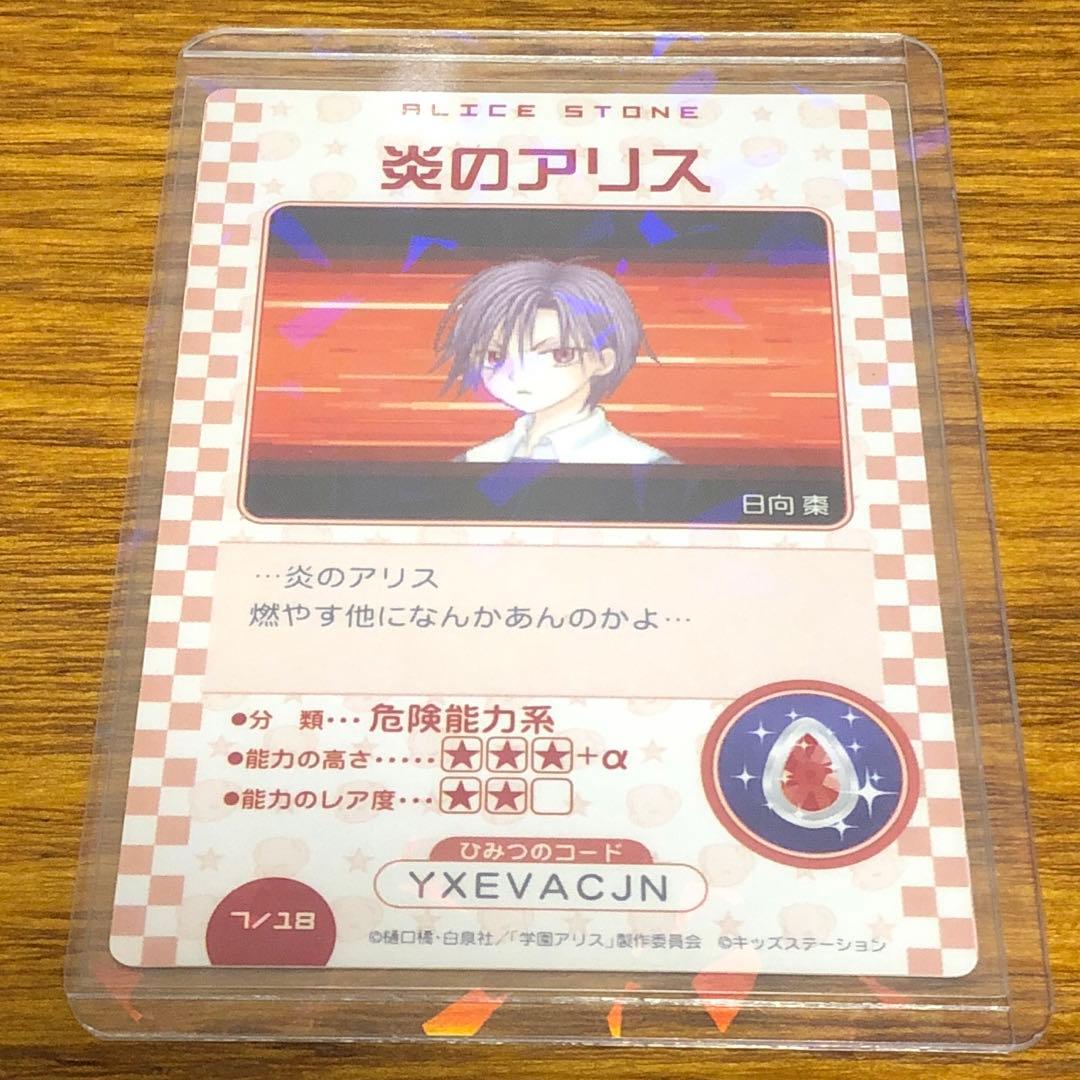 ALICE STONE
炎のアリス
日向 棗
…炎のアリス
燃やす他になんかあんのかよ…
●分　類…危険能力系
●能力の高さ…‥★★★+α
●能力のレア度…★★□
ひみつのコード
YXEVACJN
7/18
©樋口橘・白泉社/「学園アリス」製作委員会　©キッズステーション